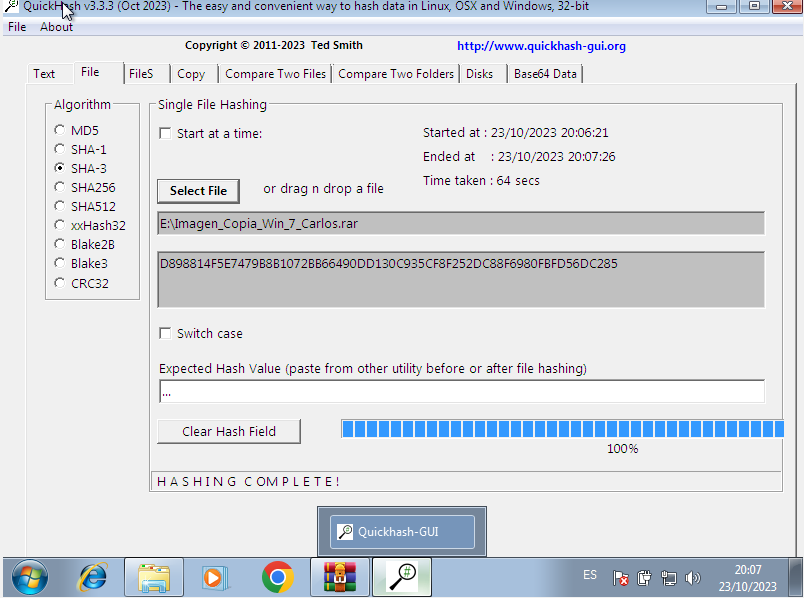 QuickHash v3.3.3 (Oct 2023) - The easy and convenient way to hash data in Linux, OSX and Windows, 32-bit
File About
Copyright © 2011-2023 Ted Smith http://www.quickhash-gui.org
Text File FileS Copy Compare Two Files Compare Two Folders Disks Base64 Data
Algorithm
MD5
SHA-1
SHA-3
SHA256
SHA512
xxHash32
Blake2B
Blake3
CRC32
Single File Hashing
Start at a time:
Started at : 23/10/2023 20:06:21
Ended at : 23/10/2023 20:07:26
Time taken : 64 secs
Select File or drag n drop a file
E:\Imagen_Copia_Win_7_Carlos.rar
D898814F5E7479B8B1072BB66490DD130C935CF8F252DC88F6980FBFD56DC285
Switch case
Expected Hash Value (paste from other utility before or after file hashing)
...
Clear Hash Field
100%
HASHING COMPLETE!
Quickhash-GUI
ES
20:07
23/10/2023